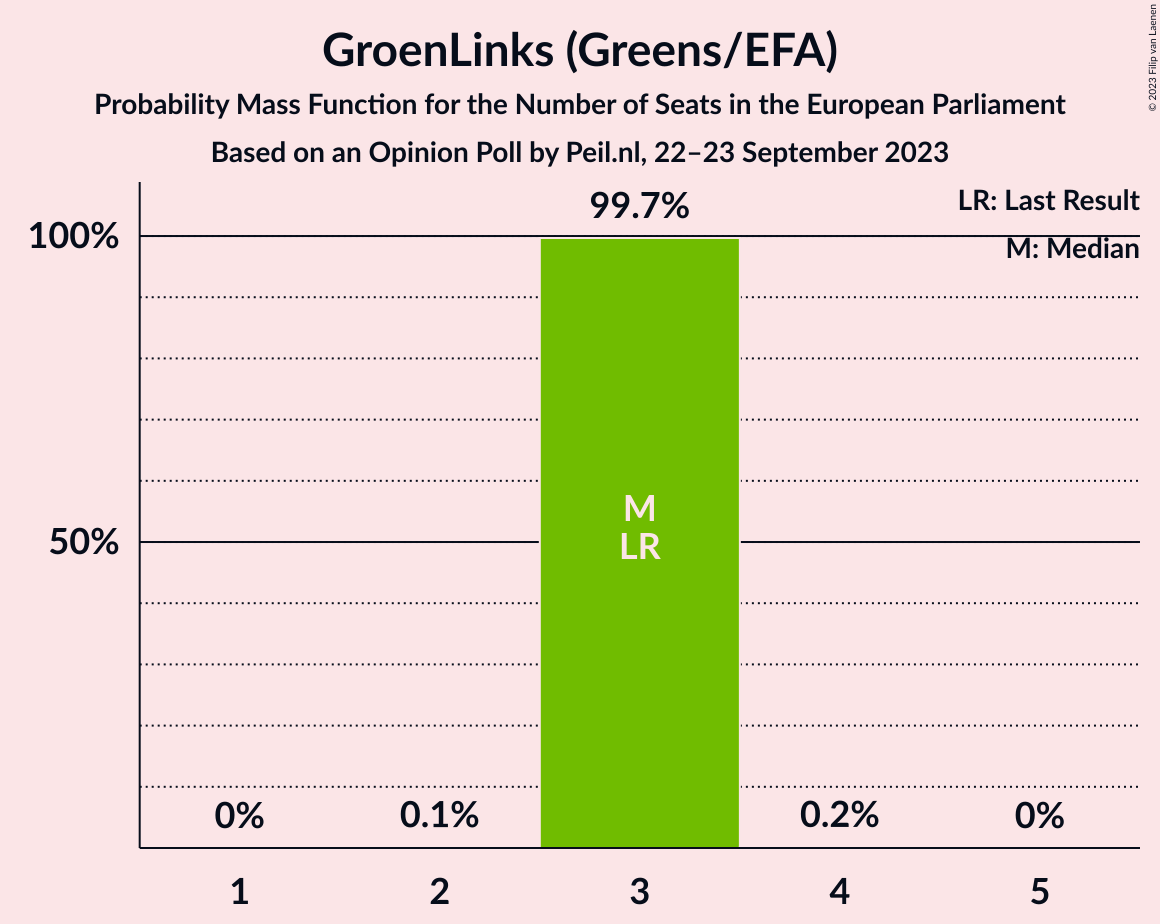 GroenLinks (Greens/EFA)
Probability Mass Function for the Number of Seats in the European Parliament
Based on an Opinion Poll by Peil.nl, 22–23 September 2023
© 2023 Filip van Laenen
LR: Last Result
M: Median
99.7%
100%
50%
M
LR
0%
0.1%
0.2%
0%
1
2
3
4
5